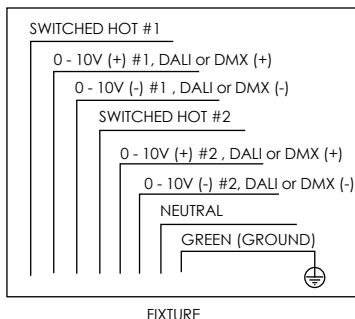 SWITCHED HOT #1
0 - 10V (+) #1, DALI or DMX (+)
0 - 10V (-) #1 , DALI or DMX (-)
SWITCHED HOT #2
0 - 10V (+) #2 , DALI or DMX (+)
0 - 10V (-) #2, DALI or DMX (-)
NEUTRAL
GREEN (GROUND)
FIXTURE